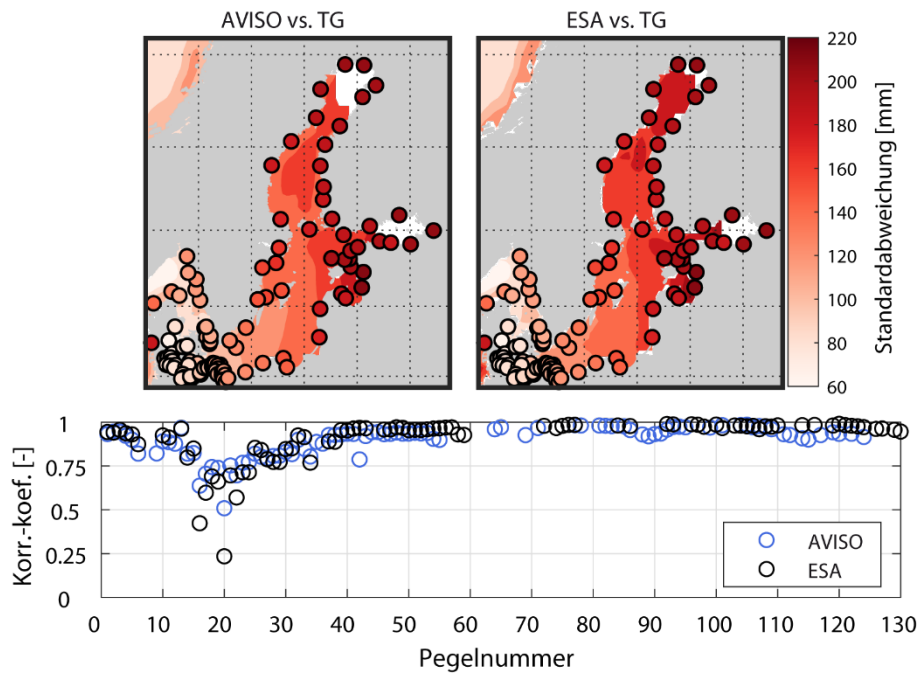 AVISO vs. TG
ESA vs. TG
220
200
180
160
140
120
100
80
60
Standardabweichung [mm]
1
0.75
0.5
0.25
0
Korr.-koef. [-]
AVISO
ESA
0 10 20 30 40 50 60 70 80 90 100 110 120 130
Pegelnummer